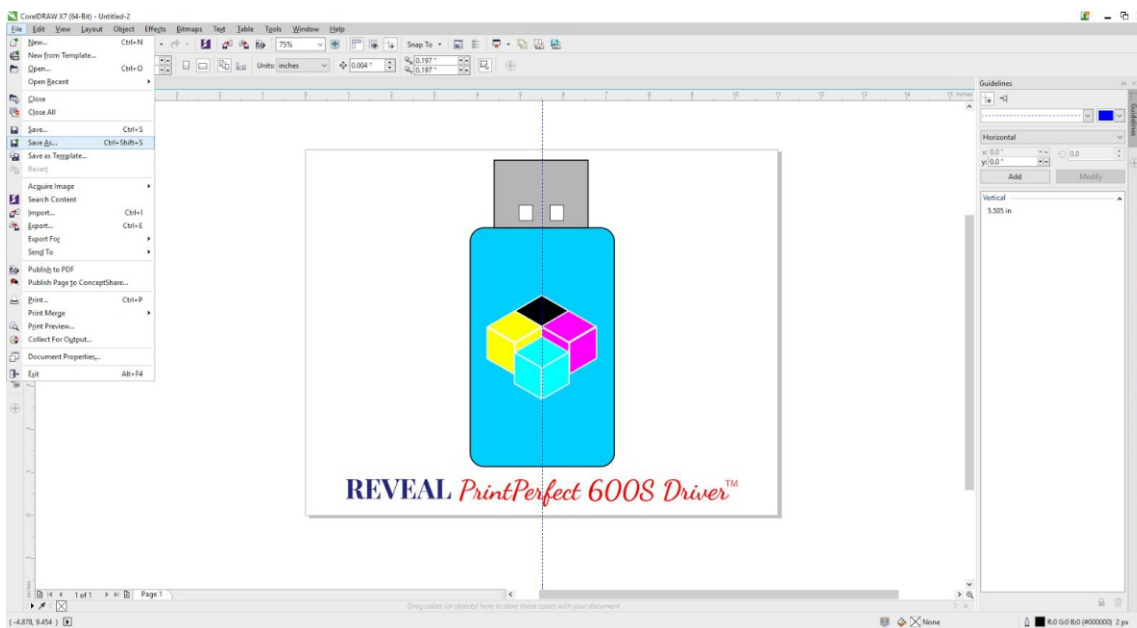 CorelDRAW X7 (64-Bit) - Untitled-2
File Edit View Layout Object Effects Bitmaps Text Table Tools Window Help
New... Ctrl+N
75%
Snap To
New from Template...
Open... Ctrl+O
Units: inches
0.004 "
0.197 "
0.197 "
Open Recent
Guidelines
Close
Close All
Save... Ctrl+S
Save As... Ctrl+Shift+S
Save as Template...
Revert
Acquire Image
Search Content
Import... Ctrl+I
Export... Ctrl+E
Export For
Send To
Publish to PDF
Publish Page to ConceptShare...
Print... Ctrl+P
Print Merge
Print Preview...
Collect For Output...
Document Properties...
Exit Alt+F4
Horizontal
x: 0.0 "
y: 0.0 "
0.0
Add Modify
Vertical
5.505 in
Guidelines
REVEAL PrintPerfect 600S Driver™
inches
1 of 1 Page 1
Drag colors (or objects) here to store these colors with your document
( -4.878, 9.454 ) None R:0 G:0 B:0 (#000000) 2 px